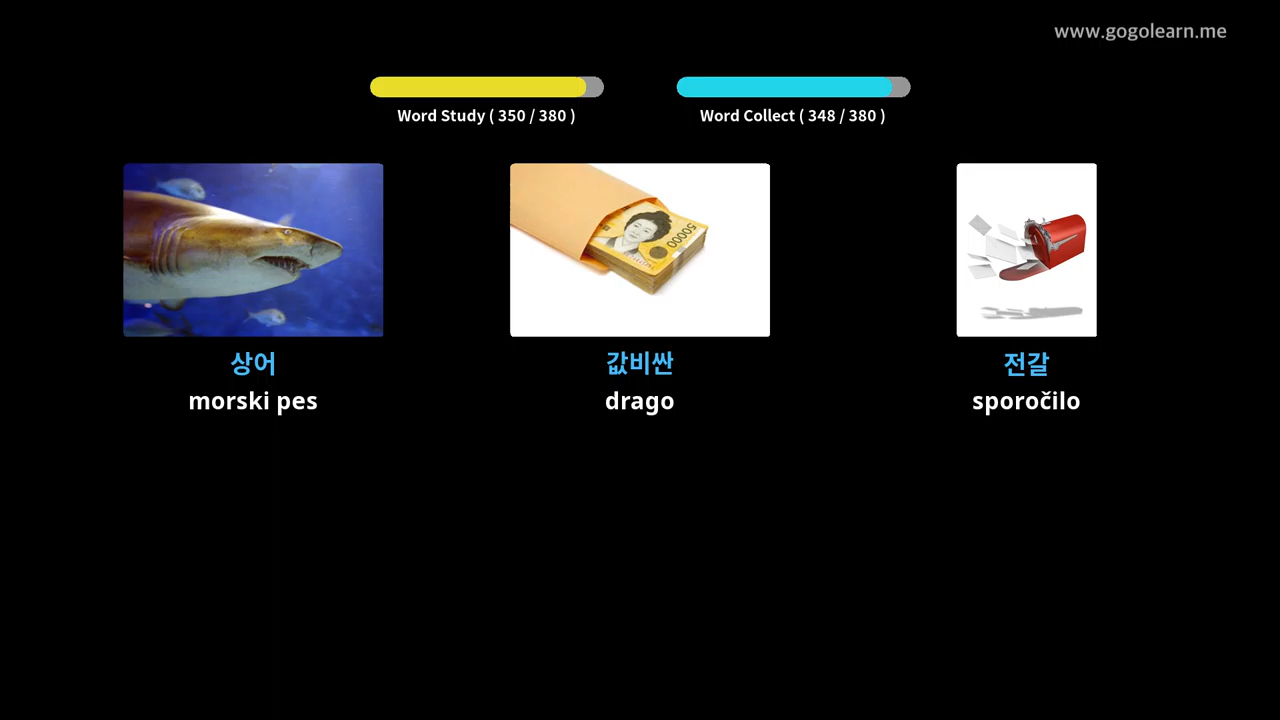 www.gogolearn.me
Word Study ( 350 / 380 )
Word Collect ( 348 / 380 )
50000
상어
값비싼
전갈
morski pes
drago
sporočilo